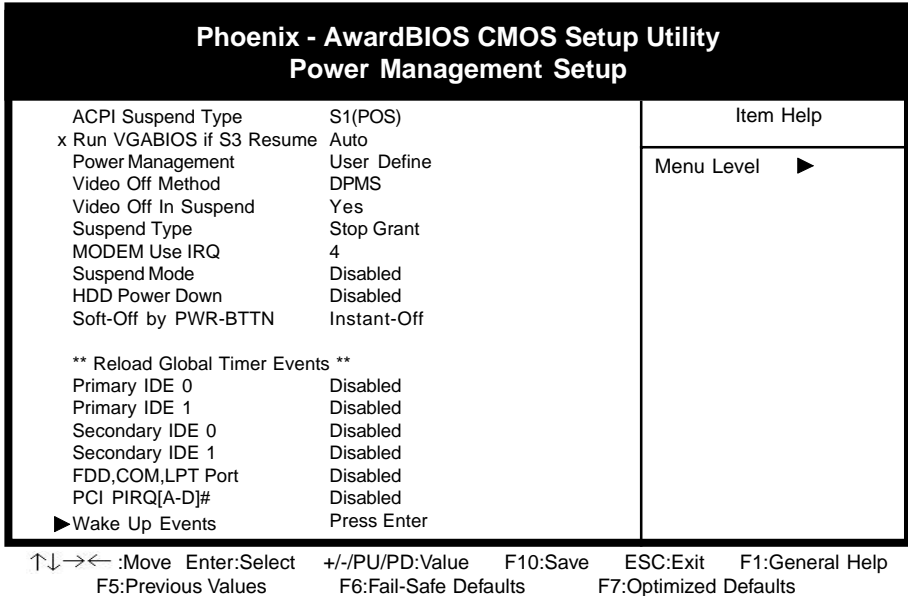 Phoenix - AwardBIOS CMOS Setup Utility
Power Management Setup
ACPI Suspend Type S1(POS)
x Run VGABIOS if S3 Resume Auto
Power Management User Define
Video Off Method DPMS
Video Off In Suspend Yes
Suspend Type Stop Grant
MODEM Use IRQ 4
Suspend Mode Disabled
HDD Power Down Disabled
Soft-Off by PWR-BTTN Instant-Off
** Reload Global Timer Events **
Primary IDE 0 Disabled
Primary IDE 1 Disabled
Secondary IDE 0 Disabled
Secondary IDE 1 Disabled
FDD,COM,LPT Port Disabled
PCI PIRQ[A-D]# Disabled
▶Wake Up Events Press Enter
Item Help
Menu Level ▶
↑↓→← :Move Enter:Select +/-/PU/PD:Value F10:Save ESC:Exit F1:General Help
F5:Previous Values F6:Fail-Safe Defaults F7:Optimized Defaults